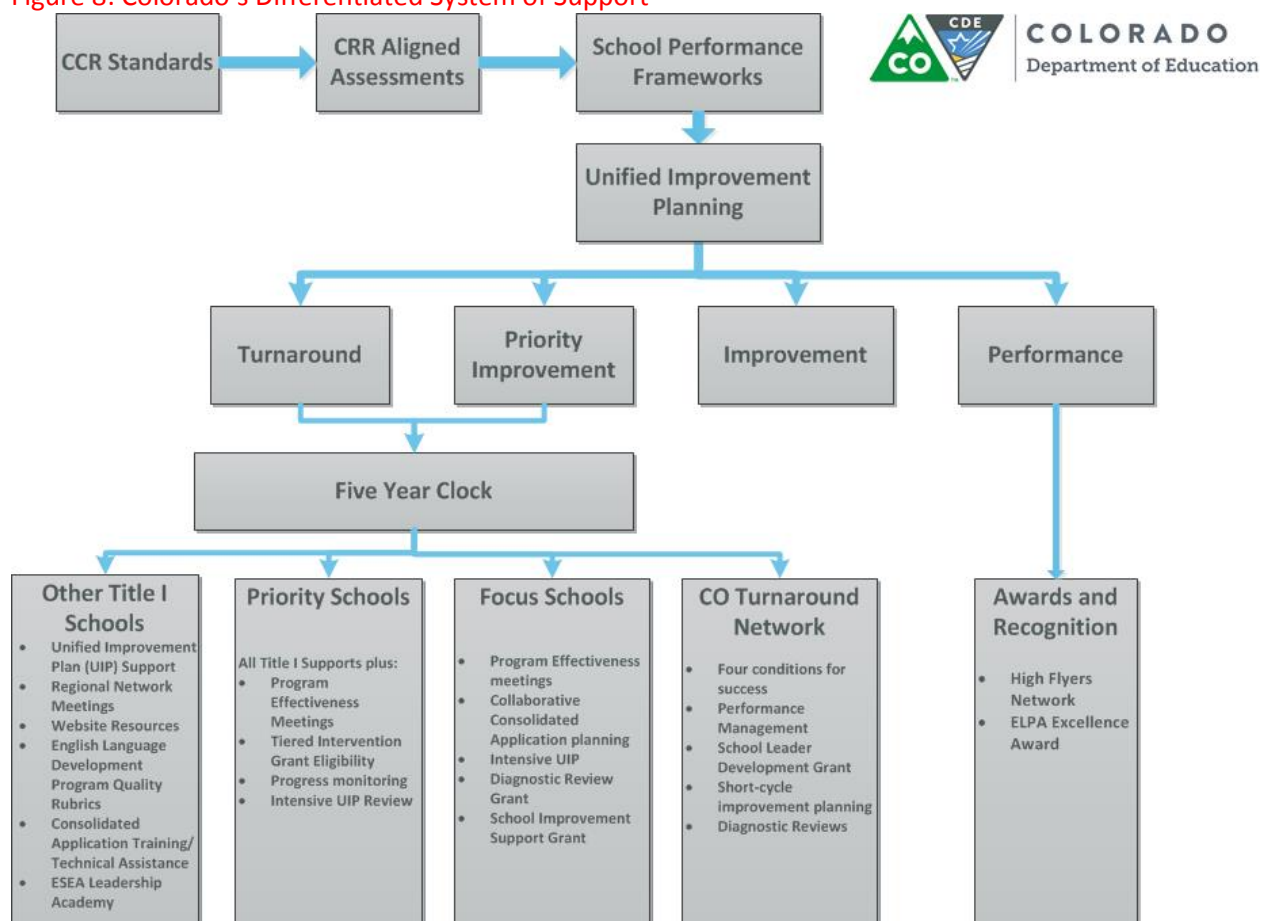 Figure 8: Colorado's Differentiated System of Support
CCR Standards
CRR Aligned
Assessments
School Performance
Frameworks
CO
CDE
COLORADO
Department of Education
Unified Improvement
Planning
Turnaround
Priority
Improvement
Improvement
Performance
Five Year Clock
Other Title I
Schools
• Unified Improvement
Plan (UIP) Support
• Regional Network
Meetings
• Website Resources
• English Language
Development
Program Quality
Rubrics
• Consolidated
Application Training/
Technical Assistance
• ESEA Leadership
Academy
Priority Schools
All Title I Supports plus:
• Program
Effectiveness
Meetings
• Tiered Intervention
Grant Eligibility
• Progress monitoring
• Intensive UIP Review
Focus Schools
• Program Effectiveness
meetings
• Collaborative
Consolidated
Application planning
• Intensive UIP
• Diagnostic Review
Grant
• School Improvement
Support Grant
CO Turnaround
Network
• Four conditions for
success
• Performance
Management
• School Leader
Development Grant
• Short-cycle
improvement planning
• Diagnostic Reviews
Awards and
Recognition
• High Flyers
Network
• ELPA Excellence
Award